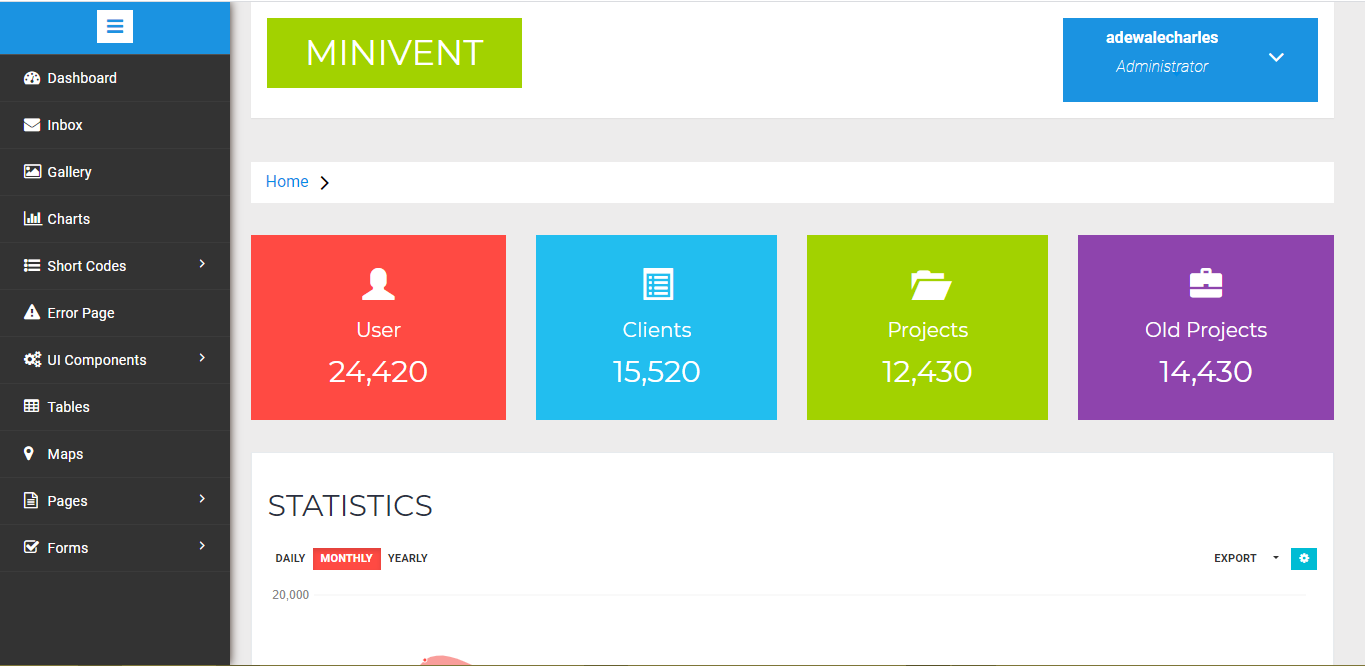 MINIVENT
adewalecharles
Administrator
Dashboard
Inbox
Gallery
Charts
Short Codes
Error Page
UI Components
Tables
Maps
Pages
Forms
Home
User
24,420
Clients
15,520
Projects
12,430
Old Projects
14,430
STATISTICS
DAILY MONTHLY YEARLY
EXPORT
20,000